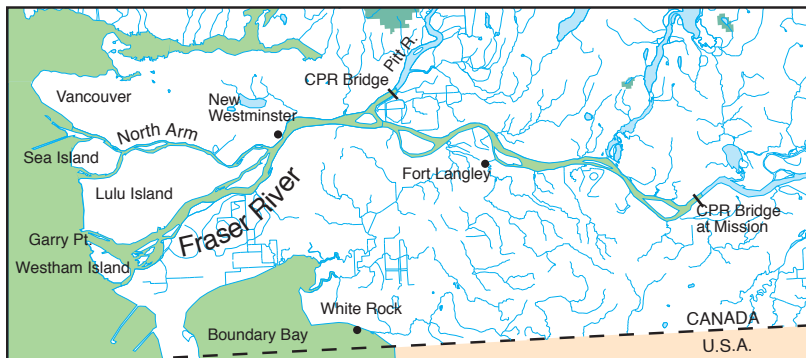 Pitt R.
CPR Bridge
Vancouver
New
Westminster
North Arm
Sea Island
Fort Langley
Lulu Island
Fraser River
CPR Bridge
at Mission
Garry Pt.
Westham Island
White Rock
Boundary Bay
CANADA
U.S.A.